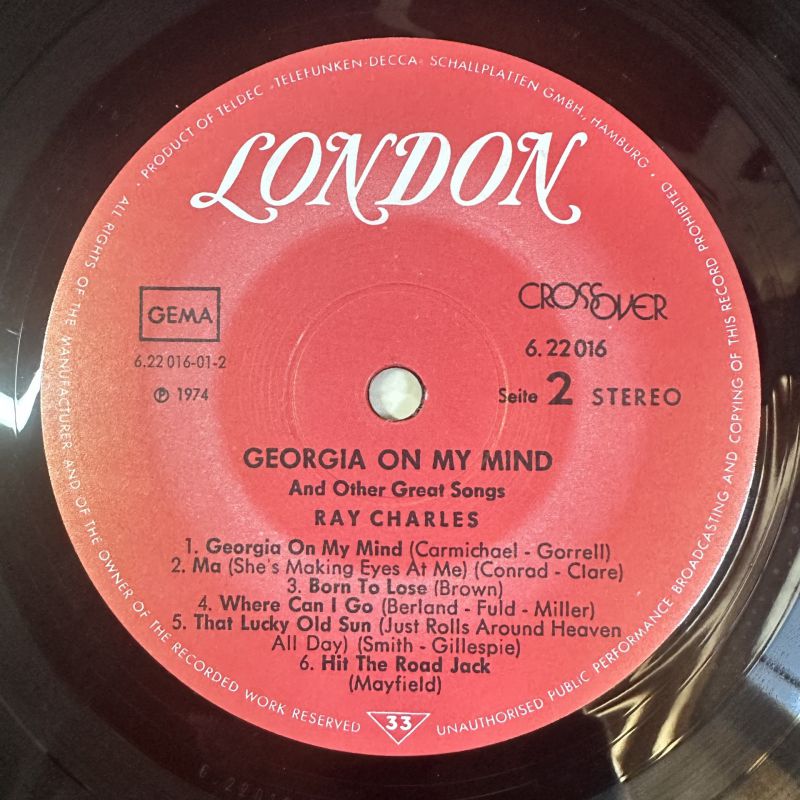 PRODUCT OF TELDEC »TELEFUNKEN-DECCA« SCHALLPLATTEN GMBH., HAMBURG •
LONDON
GEMA
6.22 016-01-2
℗ 1974
CROSSOVER
6.22 016
Seite 2 STEREO
GEORGIA ON MY MIND
And Other Great Songs
RAY CHARLES
1. Georgia On My Mind (Carmichael - Gorrell)
2. Ma (She's Making Eyes At Me) (Conrad - Clare)
3. Born To Lose (Brown)
4. Where Can I Go (Berland - Fuld - Miller)
5. That Lucky Old Sun (Just Rolls Around Heaven
All Day) (Smith - Gillespie)
6. Hit The Road Jack
(Mayfield)
33
ALL RIGHTS OF THE MANUFACTURER AND OF THE OWNER OF THE RECORDED WORK RESERVED
UNAUTHORISED PUBLIC PERFORMANCE BROADCASTING AND COPYING OF THIS RECORD PROHIBITED